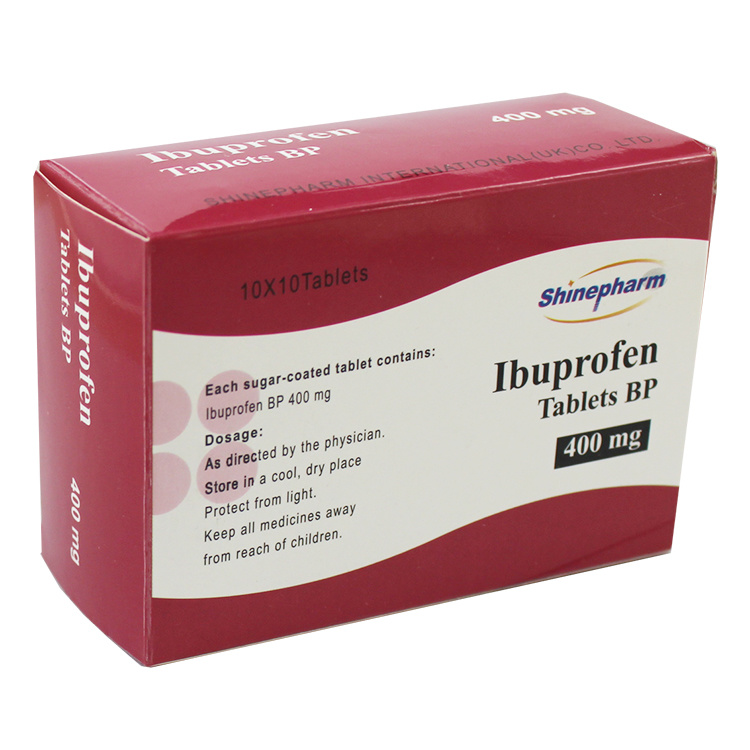 Ibuprofen
Tablets BP
400 mg
SHINEPHARM INTERNATIONAL(UK)CO., LTD.
Ibuprofen
Tablets BP
400 mg
10X10Tablets
Each sugar-coated tablet contains:
Ibuprofen BP 400 mg
Dosage:
As directed by the physician.
Store in a cool, dry place
Protect from light.
Keep all medicines away
from reach of children.
Shinepharm
Ibuprofen
Tablets BP
400 mg